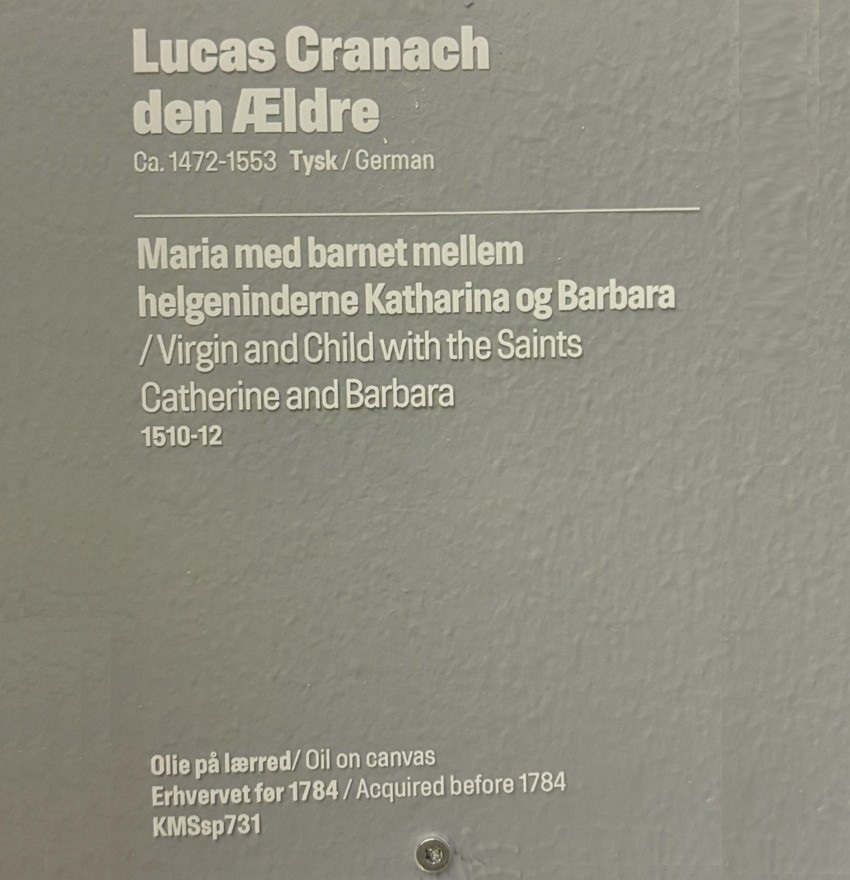 Lucas Cranach
den Ældre
Ca. 1472-1553 Tysk / German
Maria med barnet mellem
helgeninderne Katharina og Barbara
/ Virgin and Child with the Saints
Catherine and Barbara
1510-12
Olie på lærred/ Oil on canvas
Erhvervet før 1784 / Acquired before 1784
KMSsp731